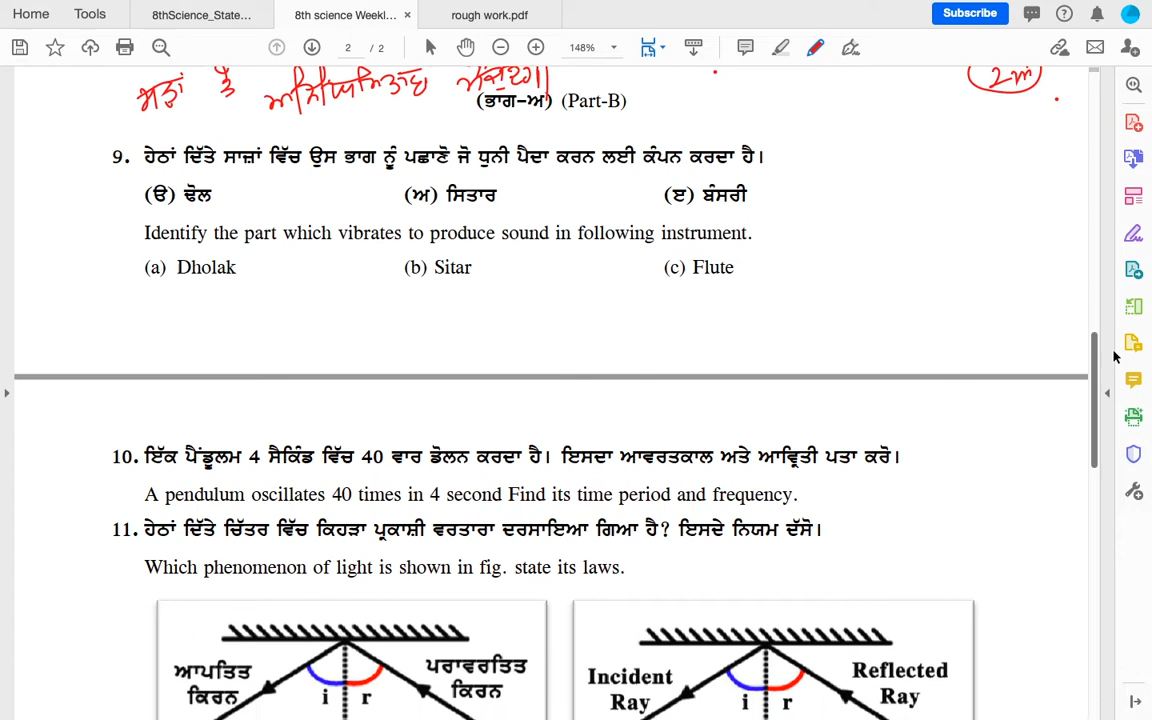 Home Tools 8thScience_State... 8th science Weekl... × rough work.pdf Subscribe
2 / 2 148%
ਤੇ
2 m
(ਭਾਗ-ਅ) (Part-B)
9. ਹੇਠਾਂ ਦਿੱਤੇ ਸਾਜ਼ਾਂ ਵਿੱਚ ਉਸ ਭਾਗ ਨੂੰ ਪਛਾਣੋ ਜੋ ਧੁਨੀ ਪੈਦਾ ਕਰਨ ਲਈ ਕੰਪਨ ਕਰਦਾ ਹੈ।
(ੳ) ਢੋਲ (ਅ) ਸਿਤਾਰ (ੲ) ਬੰਸਰੀ
Identify the part which vibrates to produce sound in following instrument.
(a) Dholak (b) Sitar (c) Flute
10. ਇੱਕ ਪੈਂਡੂਲਮ 4 ਸੈਕਿੰਡ ਵਿੱਚ 40 ਵਾਰ ਡੋਲਨ ਕਰਦਾ ਹੈ। ਇਸਦਾ ਆਵਰਤਕਾਲ ਅਤੇ ਆਵ੍ਰਿਤੀ ਪਤਾ ਕਰੋ।
A pendulum oscillates 40 times in 4 second Find its time period and frequency.
11. ਹੇਠਾਂ ਦਿੱਤੇ ਚਿੱਤਰ ਵਿੱਚ ਕਿਹੜਾ ਪ੍ਰਕਾਸ਼ੀ ਵਰਤਾਰਾ ਦਰਸਾਇਆ ਗਿਆ ਹੈ? ਇਸਦੇ ਨਿਯਮ ਦੱਸੋ।
Which phenomenon of light is shown in fig. state its laws.
ਆਪਤਿਤ
ਕਿਰਨ
i r
ਪਰਾਵਰਤਿਤ
ਕਿਰਨ
Incident
Ray
i r
Reflected
Ray